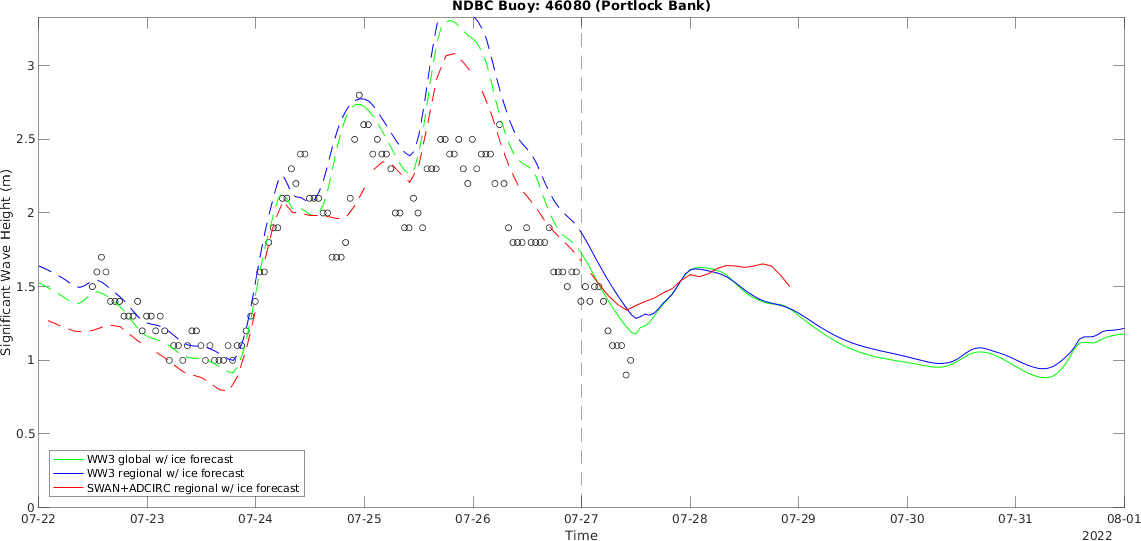 NDBC Buoy: 46080 (Portlock Bank)
Significant Wave Height (m)
3
2.5
2
1.5
1
0.5
0
WW3 global w/ ice forecast
WW3 regional w/ ice forecast
SWAN+ADCIRC regional w/ ice forecast
07-22 07-23 07-24 07-25 07-26 07-27 07-28 07-29 07-30 07-31 08-01
Time
2022